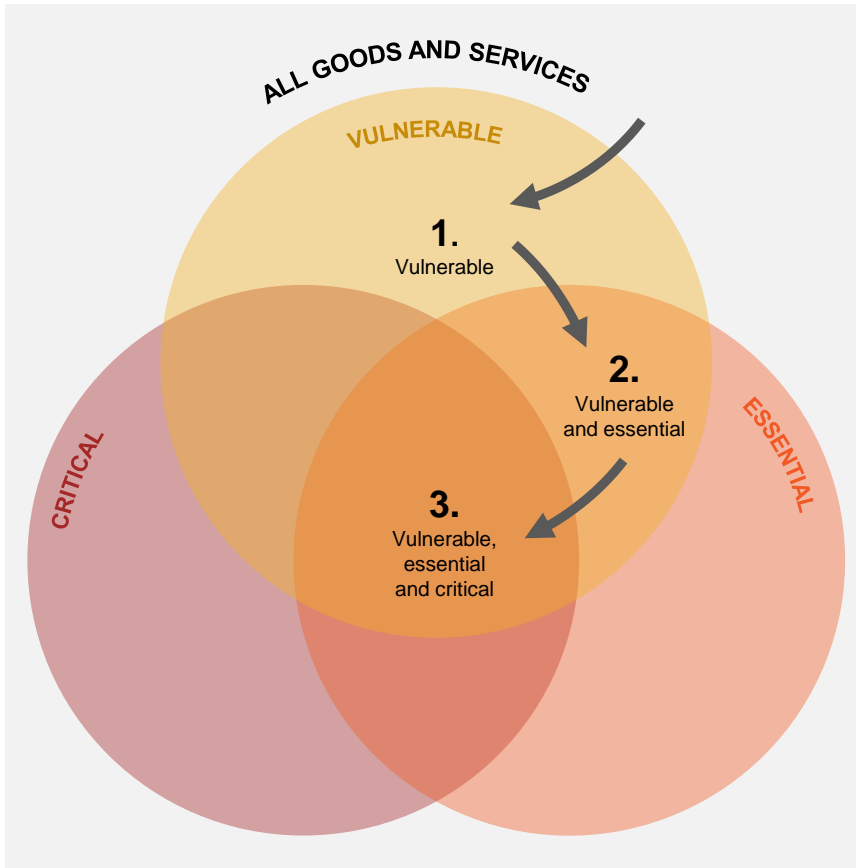 ALL GOODS AND SERVICES
VULNERABLE
1.
Vulnerable
2.
Vulnerable
and essential
ESSENTIAL
CRITICAL
3.
Vulnerable,
essential
and critical